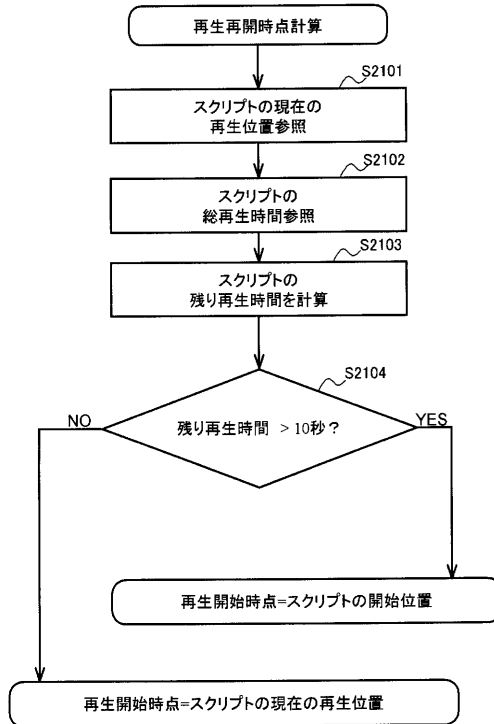 再生再開時点計算
S2101
スクリプトの現在の
再生位置参照
S2102
スクリプトの
総再生時間参照
S2103
スクリプトの
残り再生時間を計算
S2104
残り再生時間 > 10秒?
NO
YES
再生開始時点=スクリプトの開始位置
再生開始時点=スクリプトの現在の再生位置